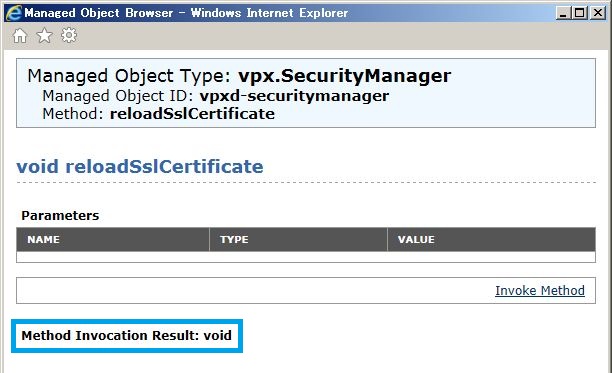 Managed Object Browser - Windows Internet Explorer
Managed Object Type: vpx.SecurityManager
Managed Object ID: vpxd-securitymanager
Method: reloadSslCertificate
void reloadSslCertificate
Parameters
NAME TYPE VALUE
Invoke Method
Method Invocation Result: void